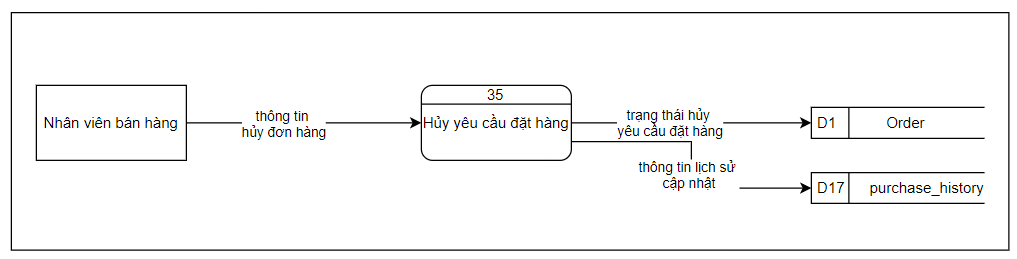 35
Nhân viên bán hàng
thông tin
hủy đơn hàng
Hủy yêu cầu đặt hàng
trạng thái hủy
yêu cầu đặt hàng
D1
Order
thông tin lịch sử
cập nhật
D17
purchase_history